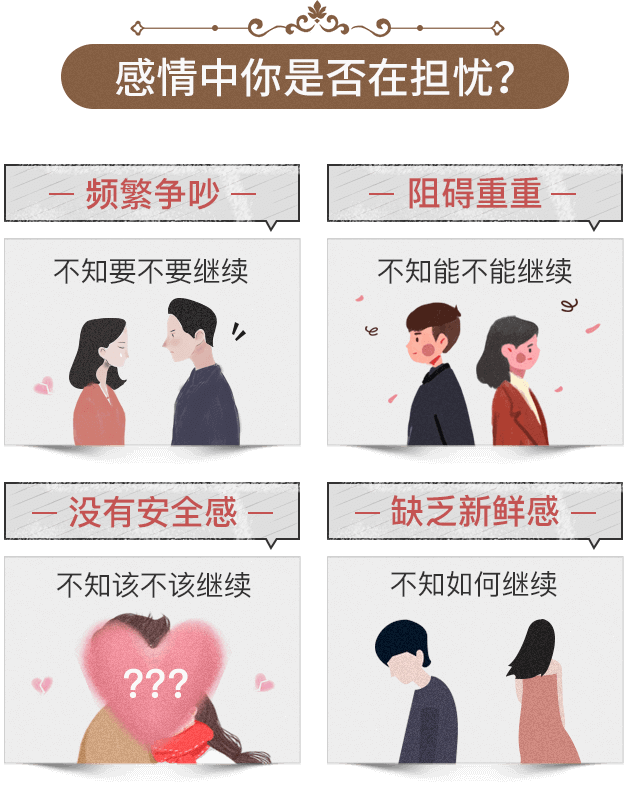 感情中你是否在担忧？
频繁争吵
阻碍重重
不知要不要继续
不知能不能继续
没有安全感
缺乏新鲜感
不知该不该继续
不知如何继续
???